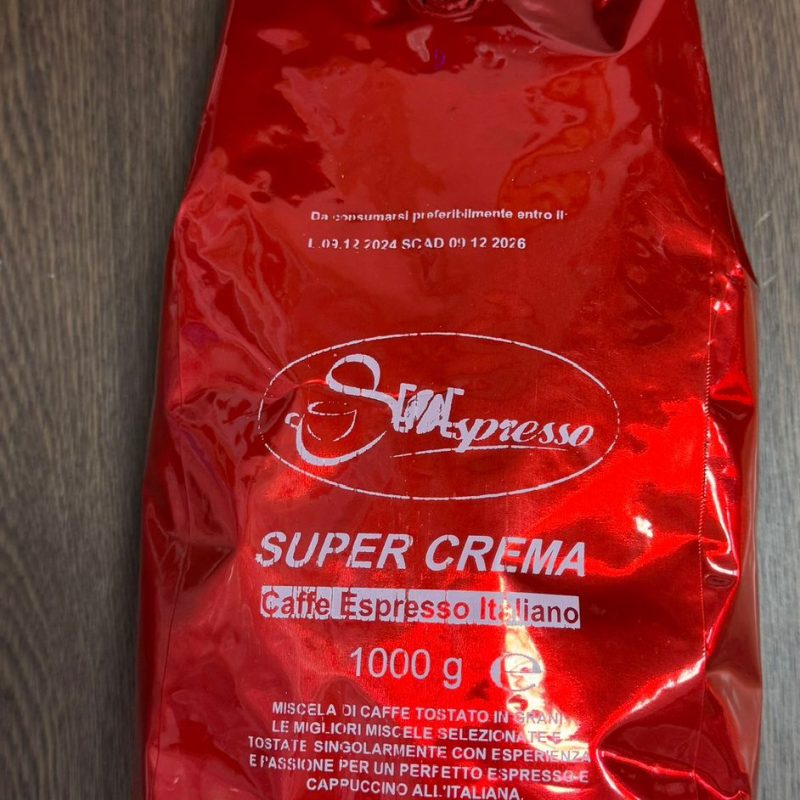 Da consumarsi preferibilmente entro il:
L.09.12 2024 SCAD 09 12 2026
Espresso
SUPER CREMA
Caffe Espresso Italiano
1000 g e
MISCELA DI CAFFE TOSTATO IN GRANI
LE MIGLIORI MISCELE SELEZIONATE E
TOSTATE SINGOLARMENTE CON ESPERIENZA
E PASSIONE PER UN PERFETTO ESPRESSO E
CAPPUCCINO ALL'ITALIANA.